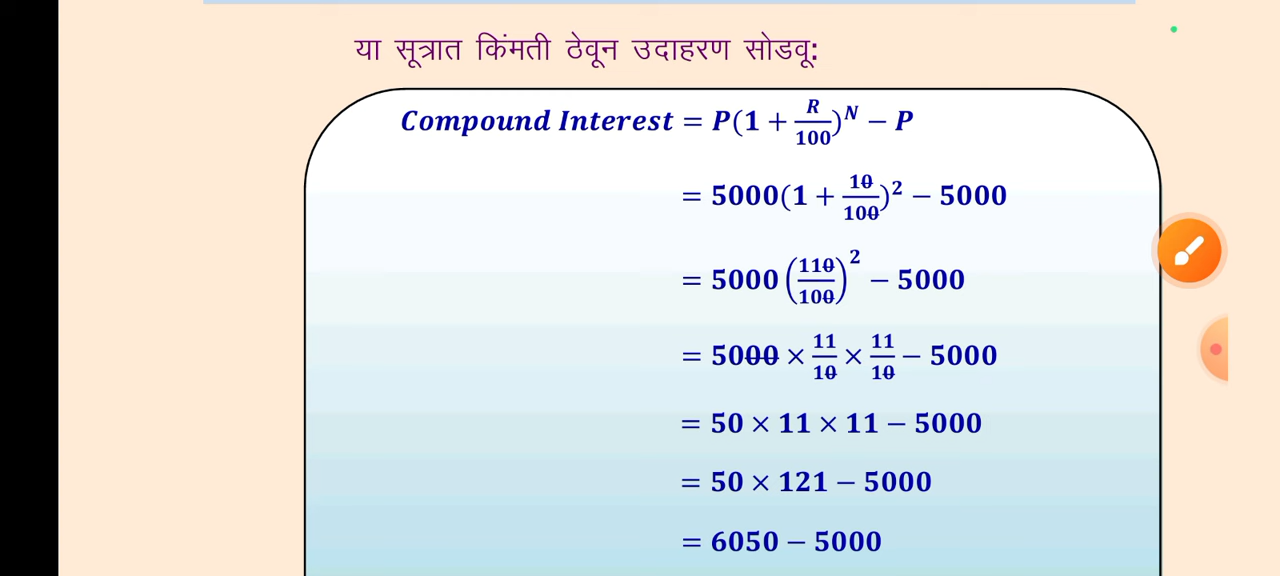 या सूत्रात किंमती ठेवून उदाहरण सोडवू:
Compound Interest = P(1 + R/100)^N − P
= 5000(1 + 10/100)^2 − 5000
= 5000 (110/100)^2 − 5000
= 5000 × 11/10 × 11/10 − 5000
= 50 × 11 × 11 − 5000
= 50 × 121 − 5000
= 6050 − 5000